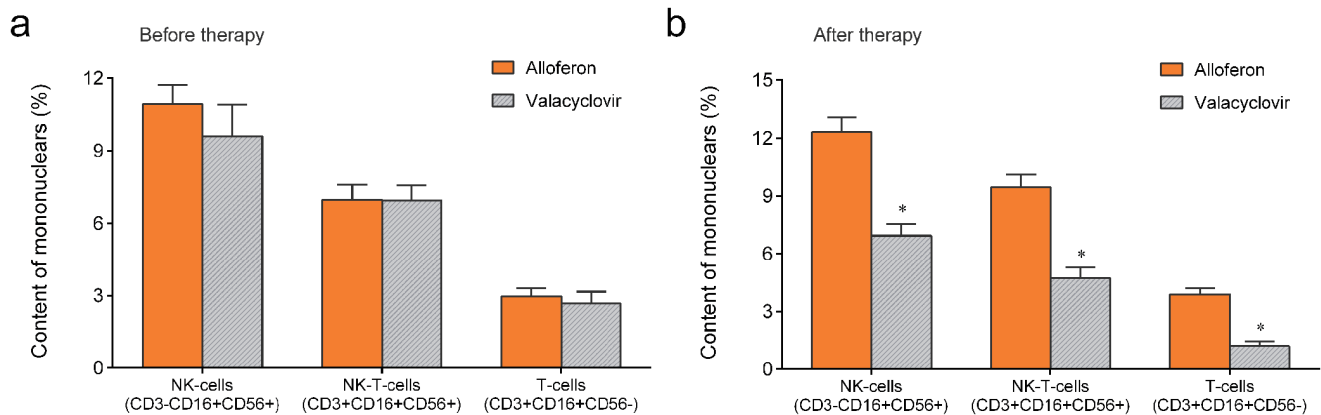 a
Before therapy
Content of mononuclears (%)
12
9
6
3
0
Alloferon
Valacyclovir
NK-cells
(CD3-CD16+CD56+)
NK-T-cells
(CD3+CD16+CD56+)
T-cells
(CD3+CD16+CD56-)
b
After therapy
Content of mononuclears (%)
15
12
9
6
3
0
Alloferon
Valacyclovir
*
*
*
NK-cells
(CD3-CD16+CD56+)
NK-T-cells
(CD3+CD16+CD56+)
T-cells
(CD3+CD16+CD56-)